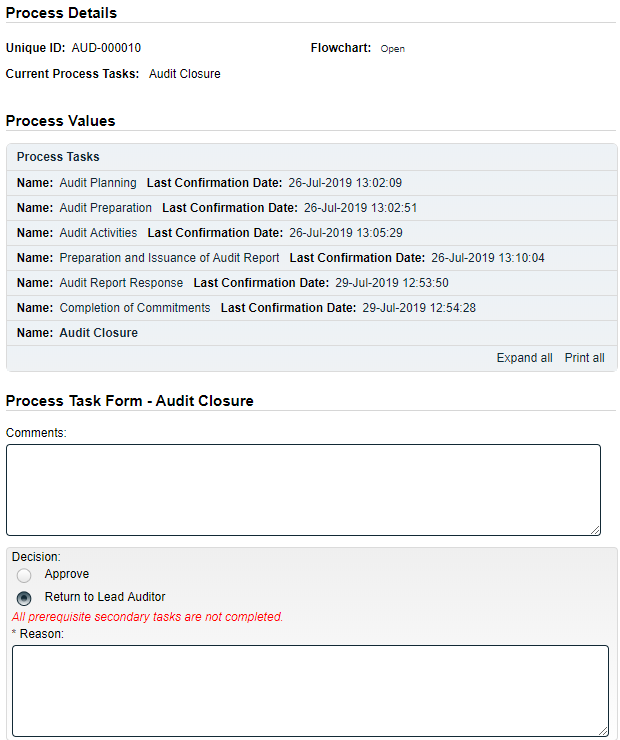 Process Details
Unique ID: AUD-000010 Flowchart: Open
Current Process Tasks: Audit Closure
Process Values
Process Tasks
Name: Audit Planning Last Confirmation Date: 26-Jul-2019 13:02:09
Name: Audit Preparation Last Confirmation Date: 26-Jul-2019 13:02:51
Name: Audit Activities Last Confirmation Date: 26-Jul-2019 13:05:29
Name: Preparation and Issuance of Audit Report Last Confirmation Date: 26-Jul-2019 13:10:04
Name: Audit Report Response Last Confirmation Date: 29-Jul-2019 12:53:50
Name: Completion of Commitments Last Confirmation Date: 29-Jul-2019 12:54:28
Name: Audit Closure
Expand all Print all
Process Task Form - Audit Closure
Comments:
Decision:
Approve
Return to Lead Auditor
All prerequisite secondary tasks are not completed.
* Reason: